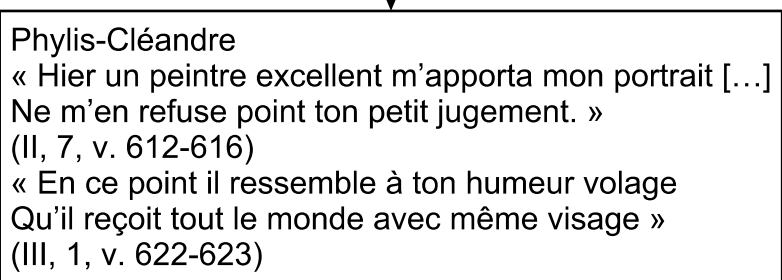 Phylis-Cléandre
« Hier un peintre excellent m’apporta mon portrait […]
Ne m’en refuse point ton petit jugement. »
(II, 7, v. 612-616)
« En ce point il ressemble à ton humeur volage
Qu’il reçoit tout le monde avec même visage »
(III, 1, v. 622-623)